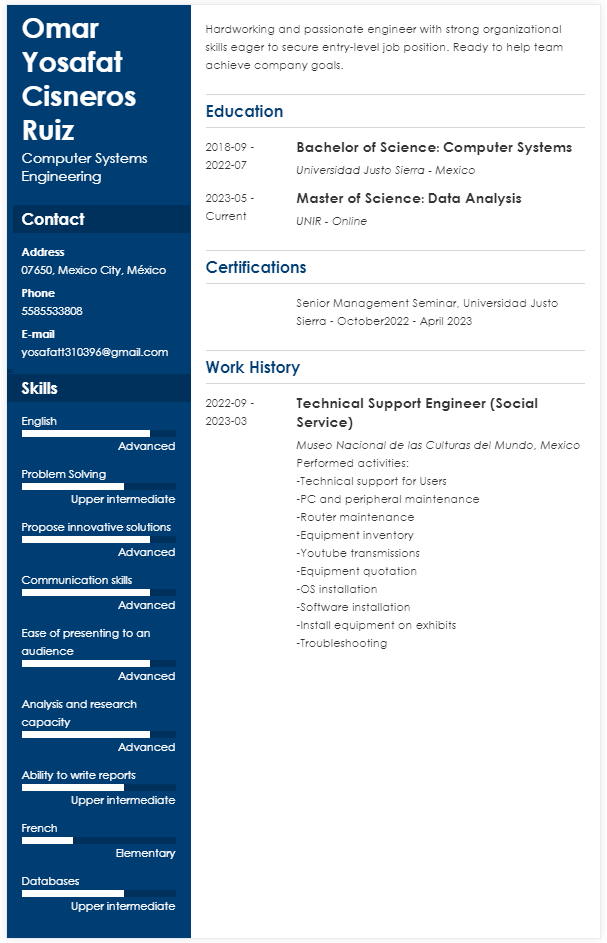 Omar
Yosafat
Cisneros
Ruiz
Computer Systems
Engineering
Contact
Address
07650, Mexico City, México
Phone
5585533808
E-mail
yosafatt310396@gmail.com
Skills
English
Advanced
Problem Solving
Upper intermediate
Propose innovative solutions
Advanced
Communication skills
Advanced
Ease of presenting to an
audience
Advanced
Analysis and research
capacity
Advanced
Ability to write reports
Upper intermediate
French
Elementary
Databases
Upper intermediate
Hardworking and passionate engineer with strong organizational
skills eager to secure entry-level job position. Ready to help team
achieve company goals.
Education
2018-09 -
2022-07
Bachelor of Science: Computer Systems
Universidad Justo Sierra - Mexico
2023-05 -
Current
Master of Science: Data Analysis
UNIR - Online
Certifications
Senior Management Seminar, Universidad Justo
Sierra - October2022 - April 2023
Work History
2022-09 -
2023-03
Technical Support Engineer (Social
Service)
Museo Nacional de las Culturas del Mundo, Mexico
Performed activities:
-Technical support for Users
-PC and peripheral maintenance
-Router maintenance
-Equipment inventory
-Youtube transmissions
-Equipment quotation
-OS installation
-Software installation
-Install equipment on exhibits
-Troubleshooting